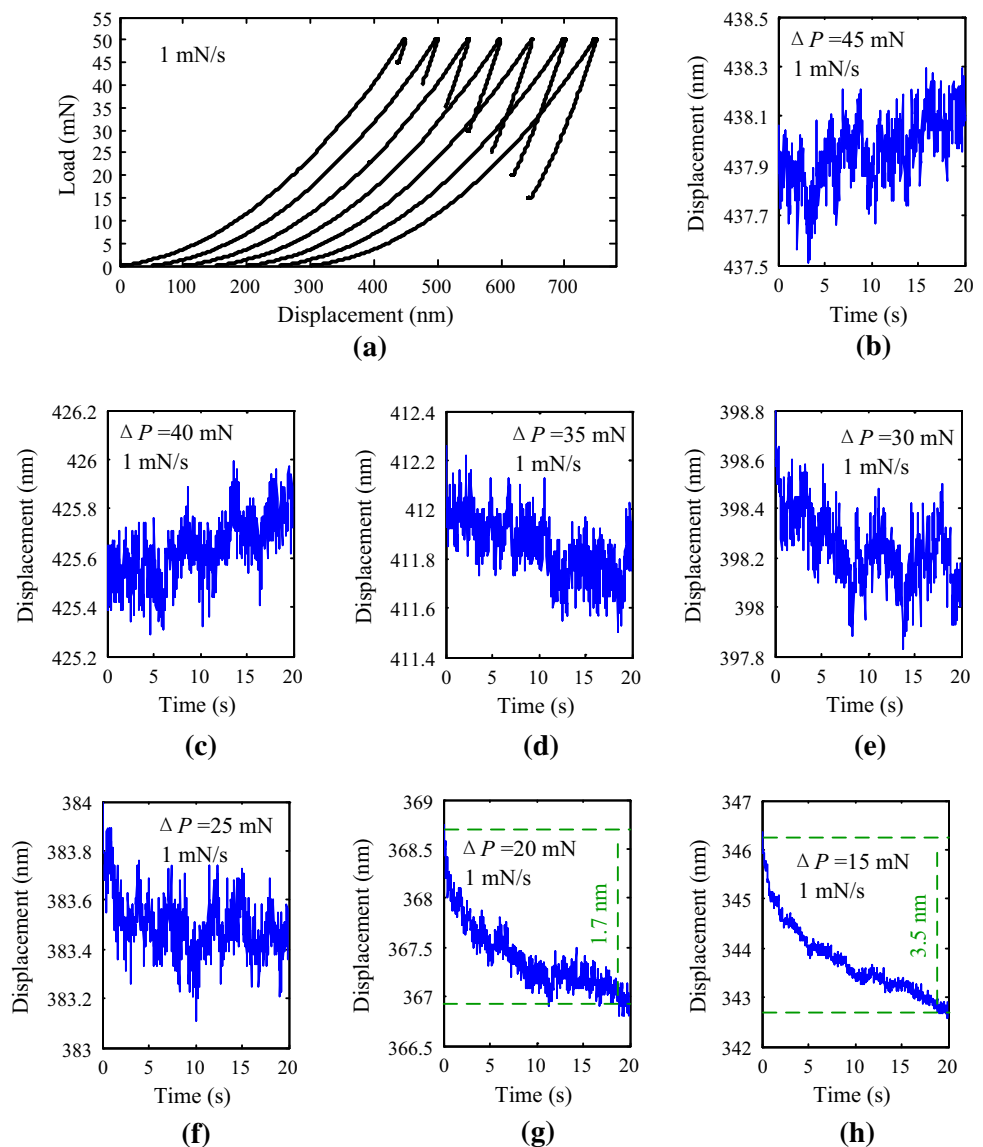 55
50
45
40
35
30
25
20
15
10
5
0
Load (mN)
1 mN/s
0 100 200 300 400 500 600 700
Displacement (nm)
(a)
438.5
438.3
438.1
437.9
437.7
437.5
Displacement (nm)
Δ P =45 mN
1 mN/s
0 5 10 15 20
Time (s)
(b)
426.2
426
425.8
425.6
425.4
425.2
Displacement (nm)
Δ P =40 mN
1 mN/s
0 5 10 15 20
Time (s)
(c)
412.4
412.2
412
411.8
411.6
411.4
Displacement (nm)
Δ P =35 mN
1 mN/s
0 5 10 15 20
Time (s)
(d)
398.8
398.6
398.4
398.2
398
397.8
Displacement (nm)
Δ P =30 mN
1 mN/s
0 5 10 15 20
Time (s)
(e)
384
383.8
383.6
383.4
383.2
383
Displacement (nm)
Δ P =25 mN
1 mN/s
0 5 10 15 20
Time (s)
(f)
369
368.5
368
367.5
367
366.5
Displacement (nm)
Δ P =20 mN
1 mN/s
1.7 nm
0 5 10 15 20
Time (s)
(g)
347
346
345
344
343
342
Displacement (nm)
Δ P =15 mN
1 mN/s
3.5 nm
0 5 10 15 20
Time (s)
(h)